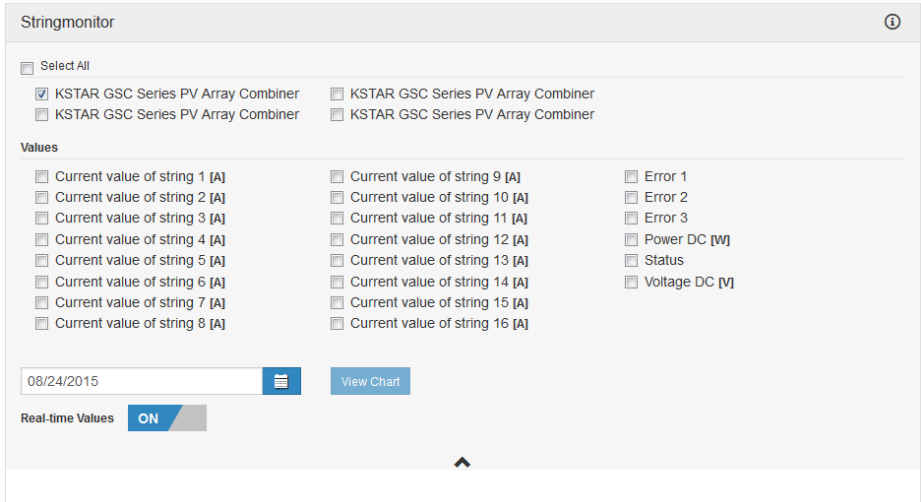 Stringmonitor
Select All
KSTAR GSC Series PV Array Combiner KSTAR GSC Series PV Array Combiner
KSTAR GSC Series PV Array Combiner KSTAR GSC Series PV Array Combiner
Values
Current value of string 1 [A] Current value of string 9 [A] Error 1
Current value of string 2 [A] Current value of string 10 [A] Error 2
Current value of string 3 [A] Current value of string 11 [A] Error 3
Current value of string 4 [A] Current value of string 12 [A] Power DC [W]
Current value of string 5 [A] Current value of string 13 [A] Status
Current value of string 6 [A] Current value of string 14 [A] Voltage DC [V]
Current value of string 7 [A] Current value of string 15 [A]
Current value of string 8 [A] Current value of string 16 [A]
08/24/2015 View Chart
Real-time Values ON